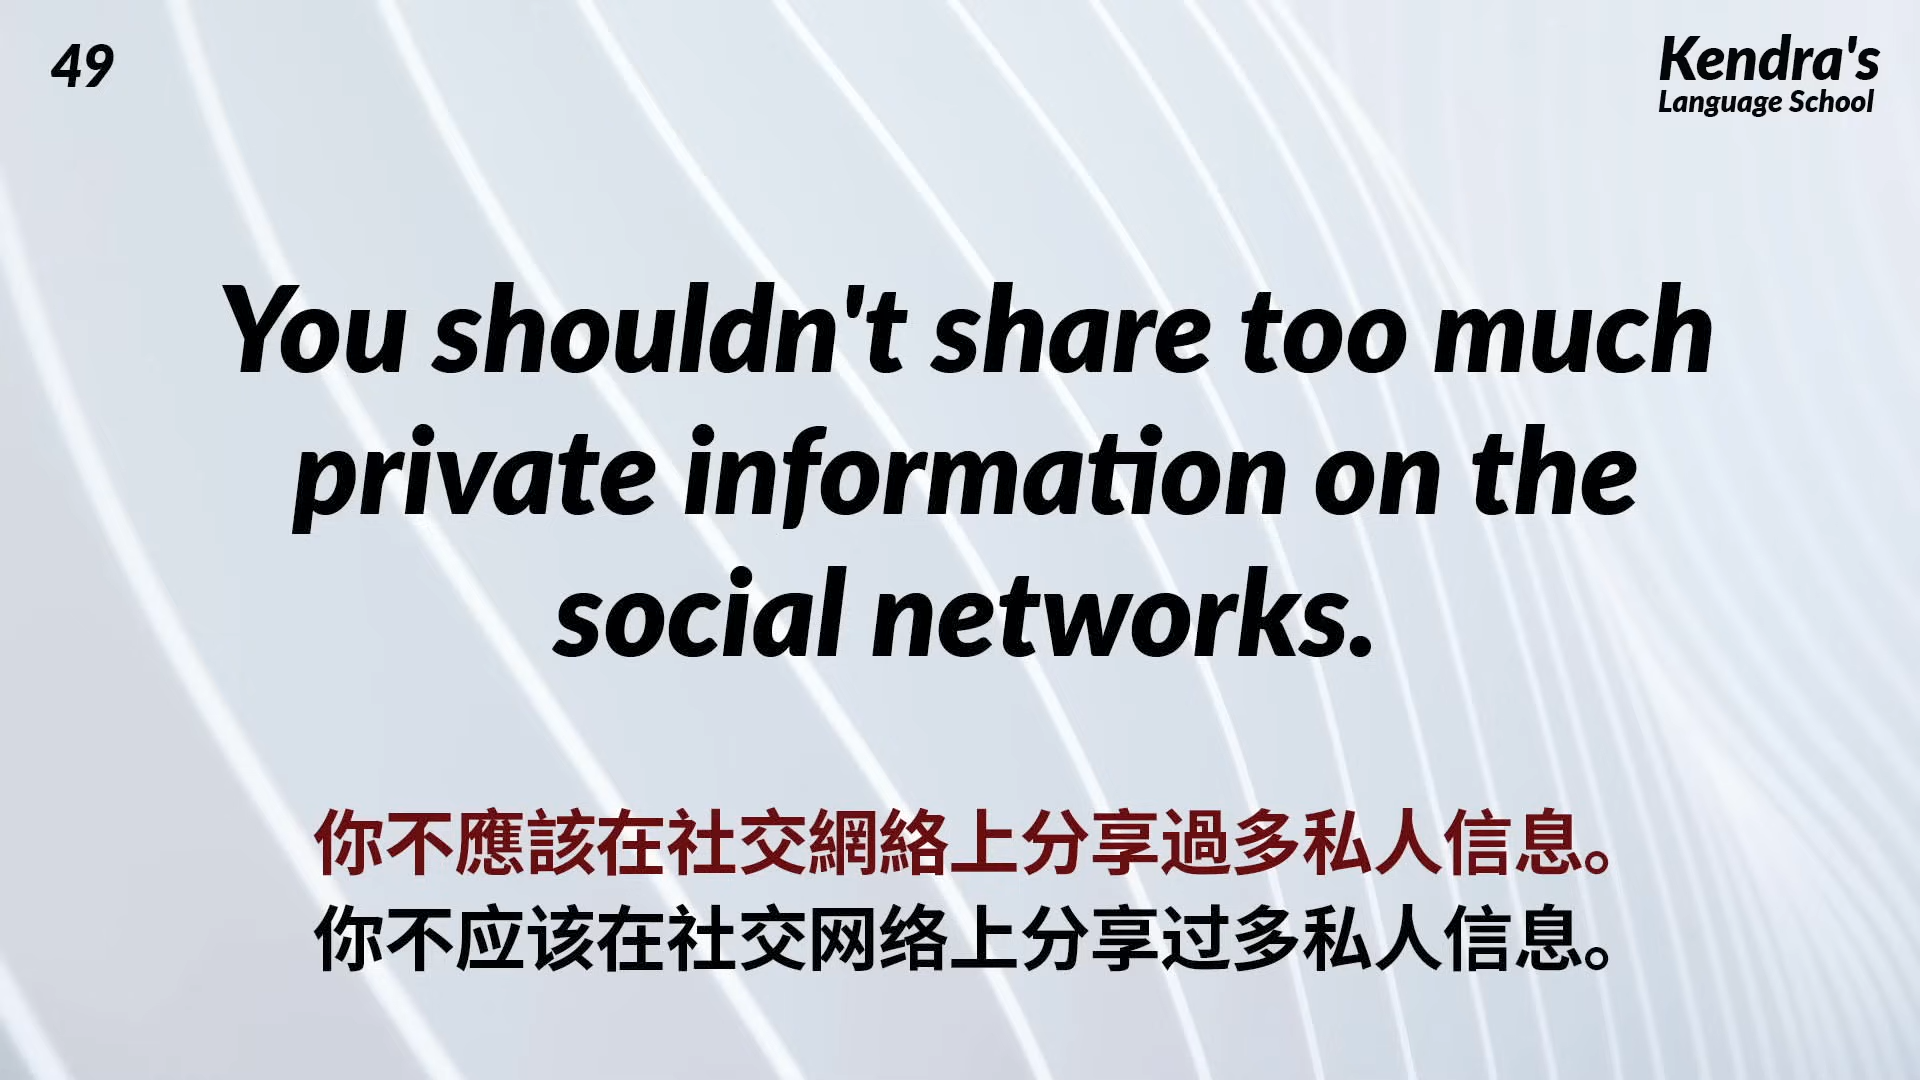 49
Kendra's
Language School
You shouldn't share too much
private information on the
social networks.
你不應該在社交網絡上分享過多私人信息。
你不应该在社交网络上分享过多私人信息。